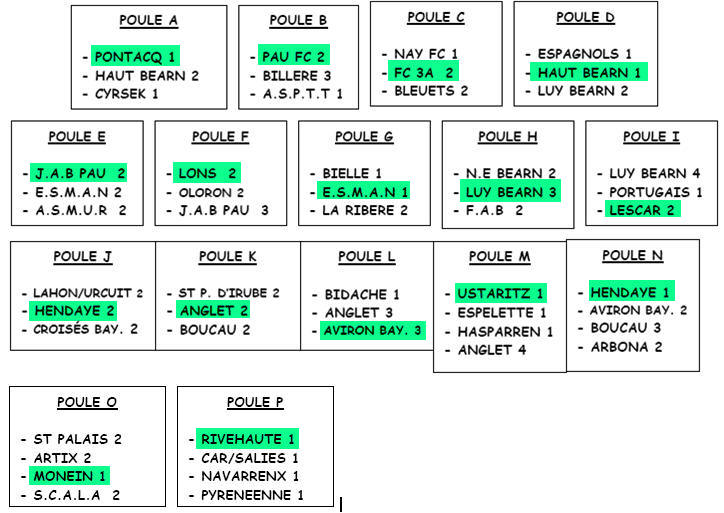 POULE A
- PONTACQ 1
- HAUT BEARN 2
- CYRSEK 1
POULE B
- PAU FC 2
- BILLERE 3
- A.S.P.T.T 1
POULE C
- NAY FC 1
- FC 3A 2
- BLEUETS 2
POULE D
- ESPAGNOLS 1
- HAUT BEARN 1
- LUY BEARN 2
POULE E
- J.A.B PAU 2
- E.S.M.A.N 2
- A.S.M.U.R 2
POULE F
- LONS 2
- OLORON 2
- J.A.B PAU 3
POULE G
- BIELLE 1
- E.S.M.A.N 1
- LA RIBERE 2
POULE H
- N.E BEARN 2
- LUY BEARN 3
- F.A.B 2
POULE I
- LUY BEARN 4
- PORTUGAIS 1
- LESCAR 2
POULE J
- LAHON/URCUIT 2
- HENDAYE 2
- CROISÉS BAY. 2
POULE K
- ST P. D'IRUBE 2
- ANGLET 2
- BOUCAU 2
POULE L
- BIDACHE 1
- ANGLET 3
- AVIRON BAY. 3
POULE M
- USTARITZ 1
- ESPELETTE 1
- HASPARREN 1
- ANGLET 4
POULE N
- HENDAYE 1
- AVIRON BAY. 2
- BOUCAU 3
- ARBONA 2
POULE O
- ST PALAIS 2
- ARTIX 2
- MONEIN 1
- S.C.A.L.A 2
POULE P
- RIVEHAUTE 1
- CAR/SALIES 1
- NAVARRENX 1
- PYRENEENNE 1